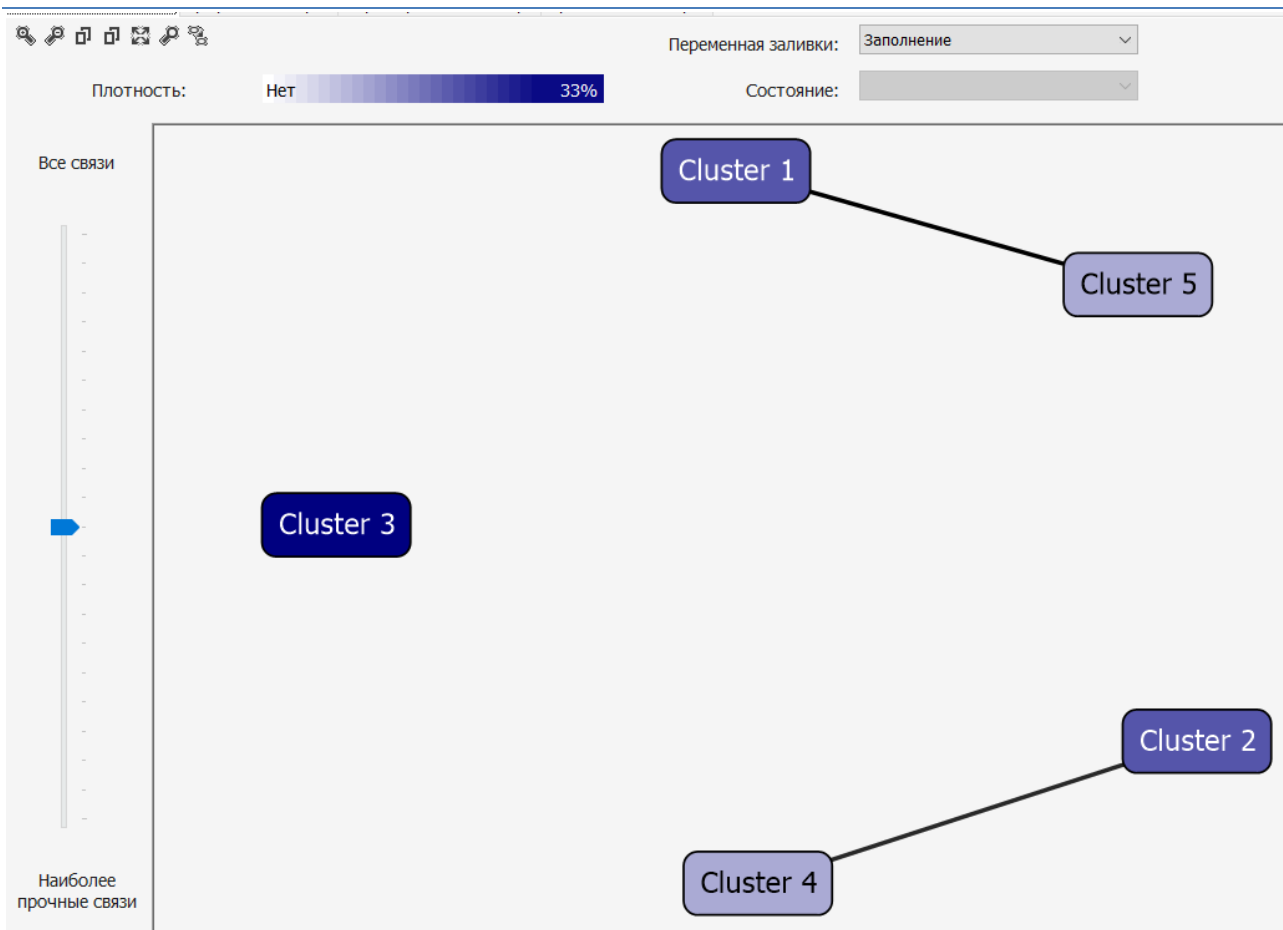 Переменная заливки: Заполнение
Плотность: Нет 33% Состояние:
Все связи
Cluster 1
Cluster 5
Cluster 3
Cluster 2
Cluster 4
Наиболее
прочные связи